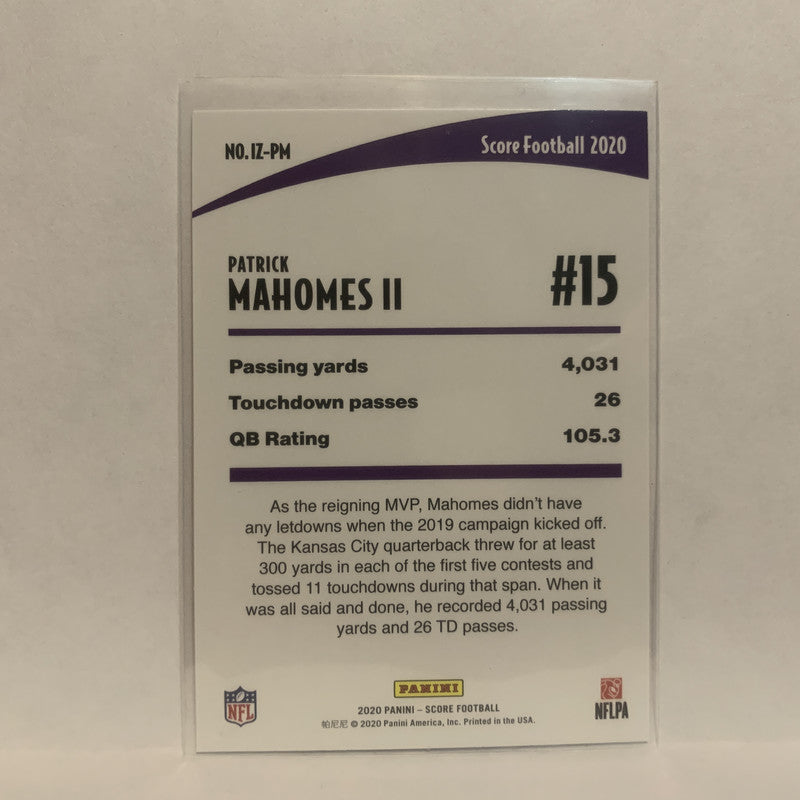 NO. IZ-PM
Score Football 2020
PATRICK
MAHOMES II
#15
Passing yards 4,031
Touchdown passes 26
QB Rating 105.3
As the reigning MVP, Mahomes didn't have
any letdowns when the 2019 campaign kicked off.
The Kansas City quarterback threw for at least
300 yards in each of the first five contests and
tossed 11 touchdowns during that span. When it
was all said and done, he recorded 4,031 passing
yards and 26 TD passes.
NFL
PANINI
2020 PANINI – SCORE FOOTBALL
帕尼尼 © 2020 Panini America, Inc. Printed in the USA.
NFLPA